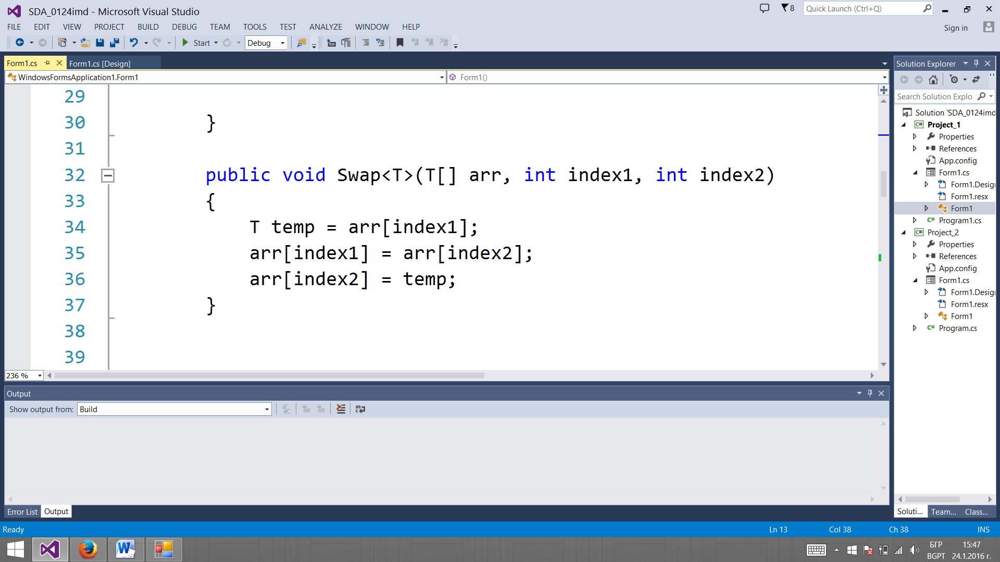 SDA_0124imd - Microsoft Visual Studio
8
Quick Launch (Ctrl+Q)
FILE EDIT VIEW PROJECT BUILD DEBUG TEAM TOOLS TEST ANALYZE WINDOW HELP
Sign in
Start Debug
Form1.cs Form1.cs [Design]
WindowsFormsApplication1.Form1 Form1()
29
30 }
31
32 public void Swap<T>(T[] arr, int index1, int index2)
33 {
34 T temp = arr[index1];
35 arr[index1] = arr[index2];
36 arr[index2] = temp;
37 }
38
39
236 %
Output
Show output from: Build
Error List Output
Solution Explorer
Search Solution Explo
Solution 'SDA_0124imd
C# Project_1
Properties
References
App.config
Form1.cs
Form1.Desig
Form1.resx
Form1
C# Program1.cs
C# Project_2
Properties
References
App.config
Form1.cs
Form1.Desig
Form1.resx
Form1
C# Program.cs
Soluti... Team... Class...
Ready Ln 13 Col 38 Ch 38 INS
БГР 15:47
BGPT 24.1.2016 г.